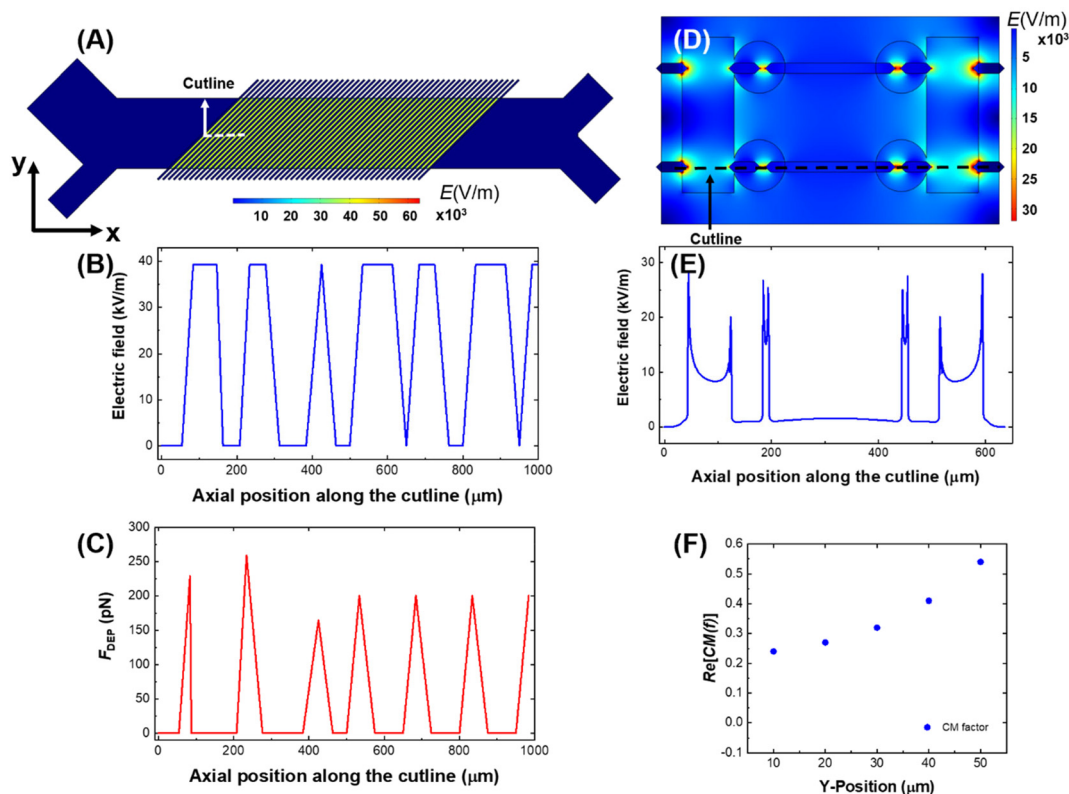 (A)
Cutline
y
x
E(V/m)
10 20 30 40 50 60 x10³
(D)
E(V/m)
x10³
5
10
15
20
25
30
Cutline
(B)
Electric field (kV/m)
40
30
20
10
0
0 200 400 600 800 1000
Axial position along the cutline (μm)
(E)
Electric field (kV/m)
30
20
10
0
0 200 400 600
Axial position along the cutline (μm)
(C)
F_DEP (pN)
300
250
200
150
100
50
0
0 200 400 600 800 1000
Axial position along the cutline (μm)
(F)
Re[CM(f)]
0.6
0.5
0.4
0.3
0.2
0.1
0.0
-0.1
CM factor
10 20 30 40 50
Y-Position (μm)